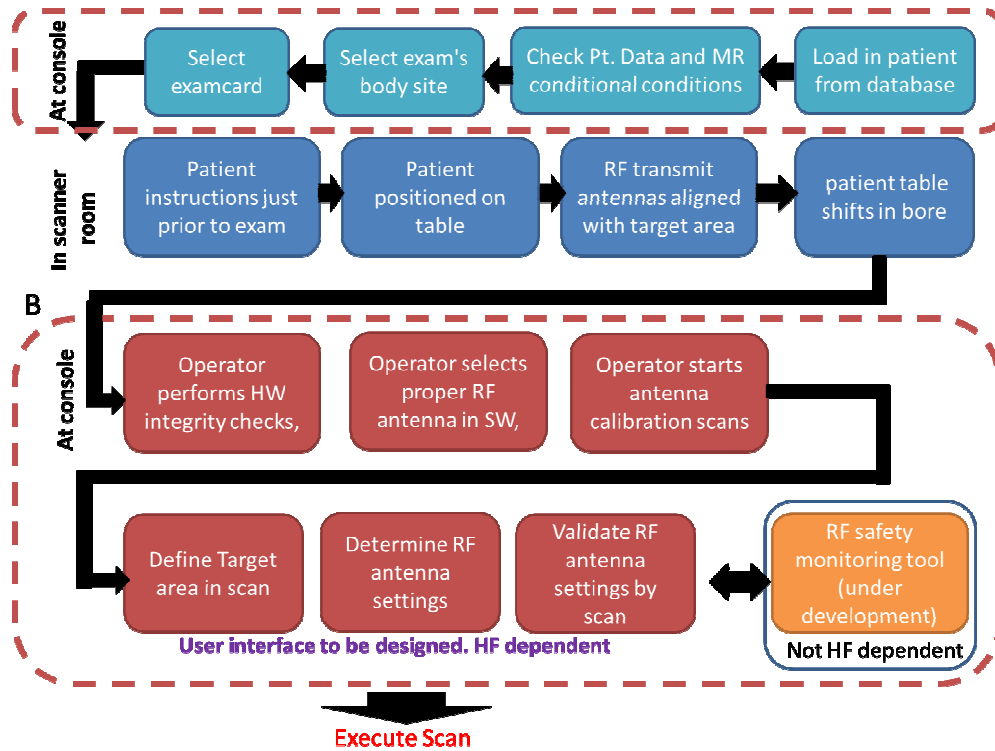 At console
Select
examcard
Select exam's
body site
Check Pt. Data and MR
conditional conditions
Load in patient
from database
In scanner
room
Patient
instructions just
prior to exam
Patient
positioned on
table
RF transmit
antennas aligned
with target area
patient table
shifts in bore
B
At console
Operator
performs HW
integrity checks,
Operator selects
proper RF
antenna in SW,
Operator starts
antenna
calibration scans
Define Target
area in scan
Determine RF
antenna
settings
Validate RF
antenna
settings by
scan
RF safety
monitoring tool
(under
development)
User interface to be designed. HF dependent
Not HF dependent
Execute Scan